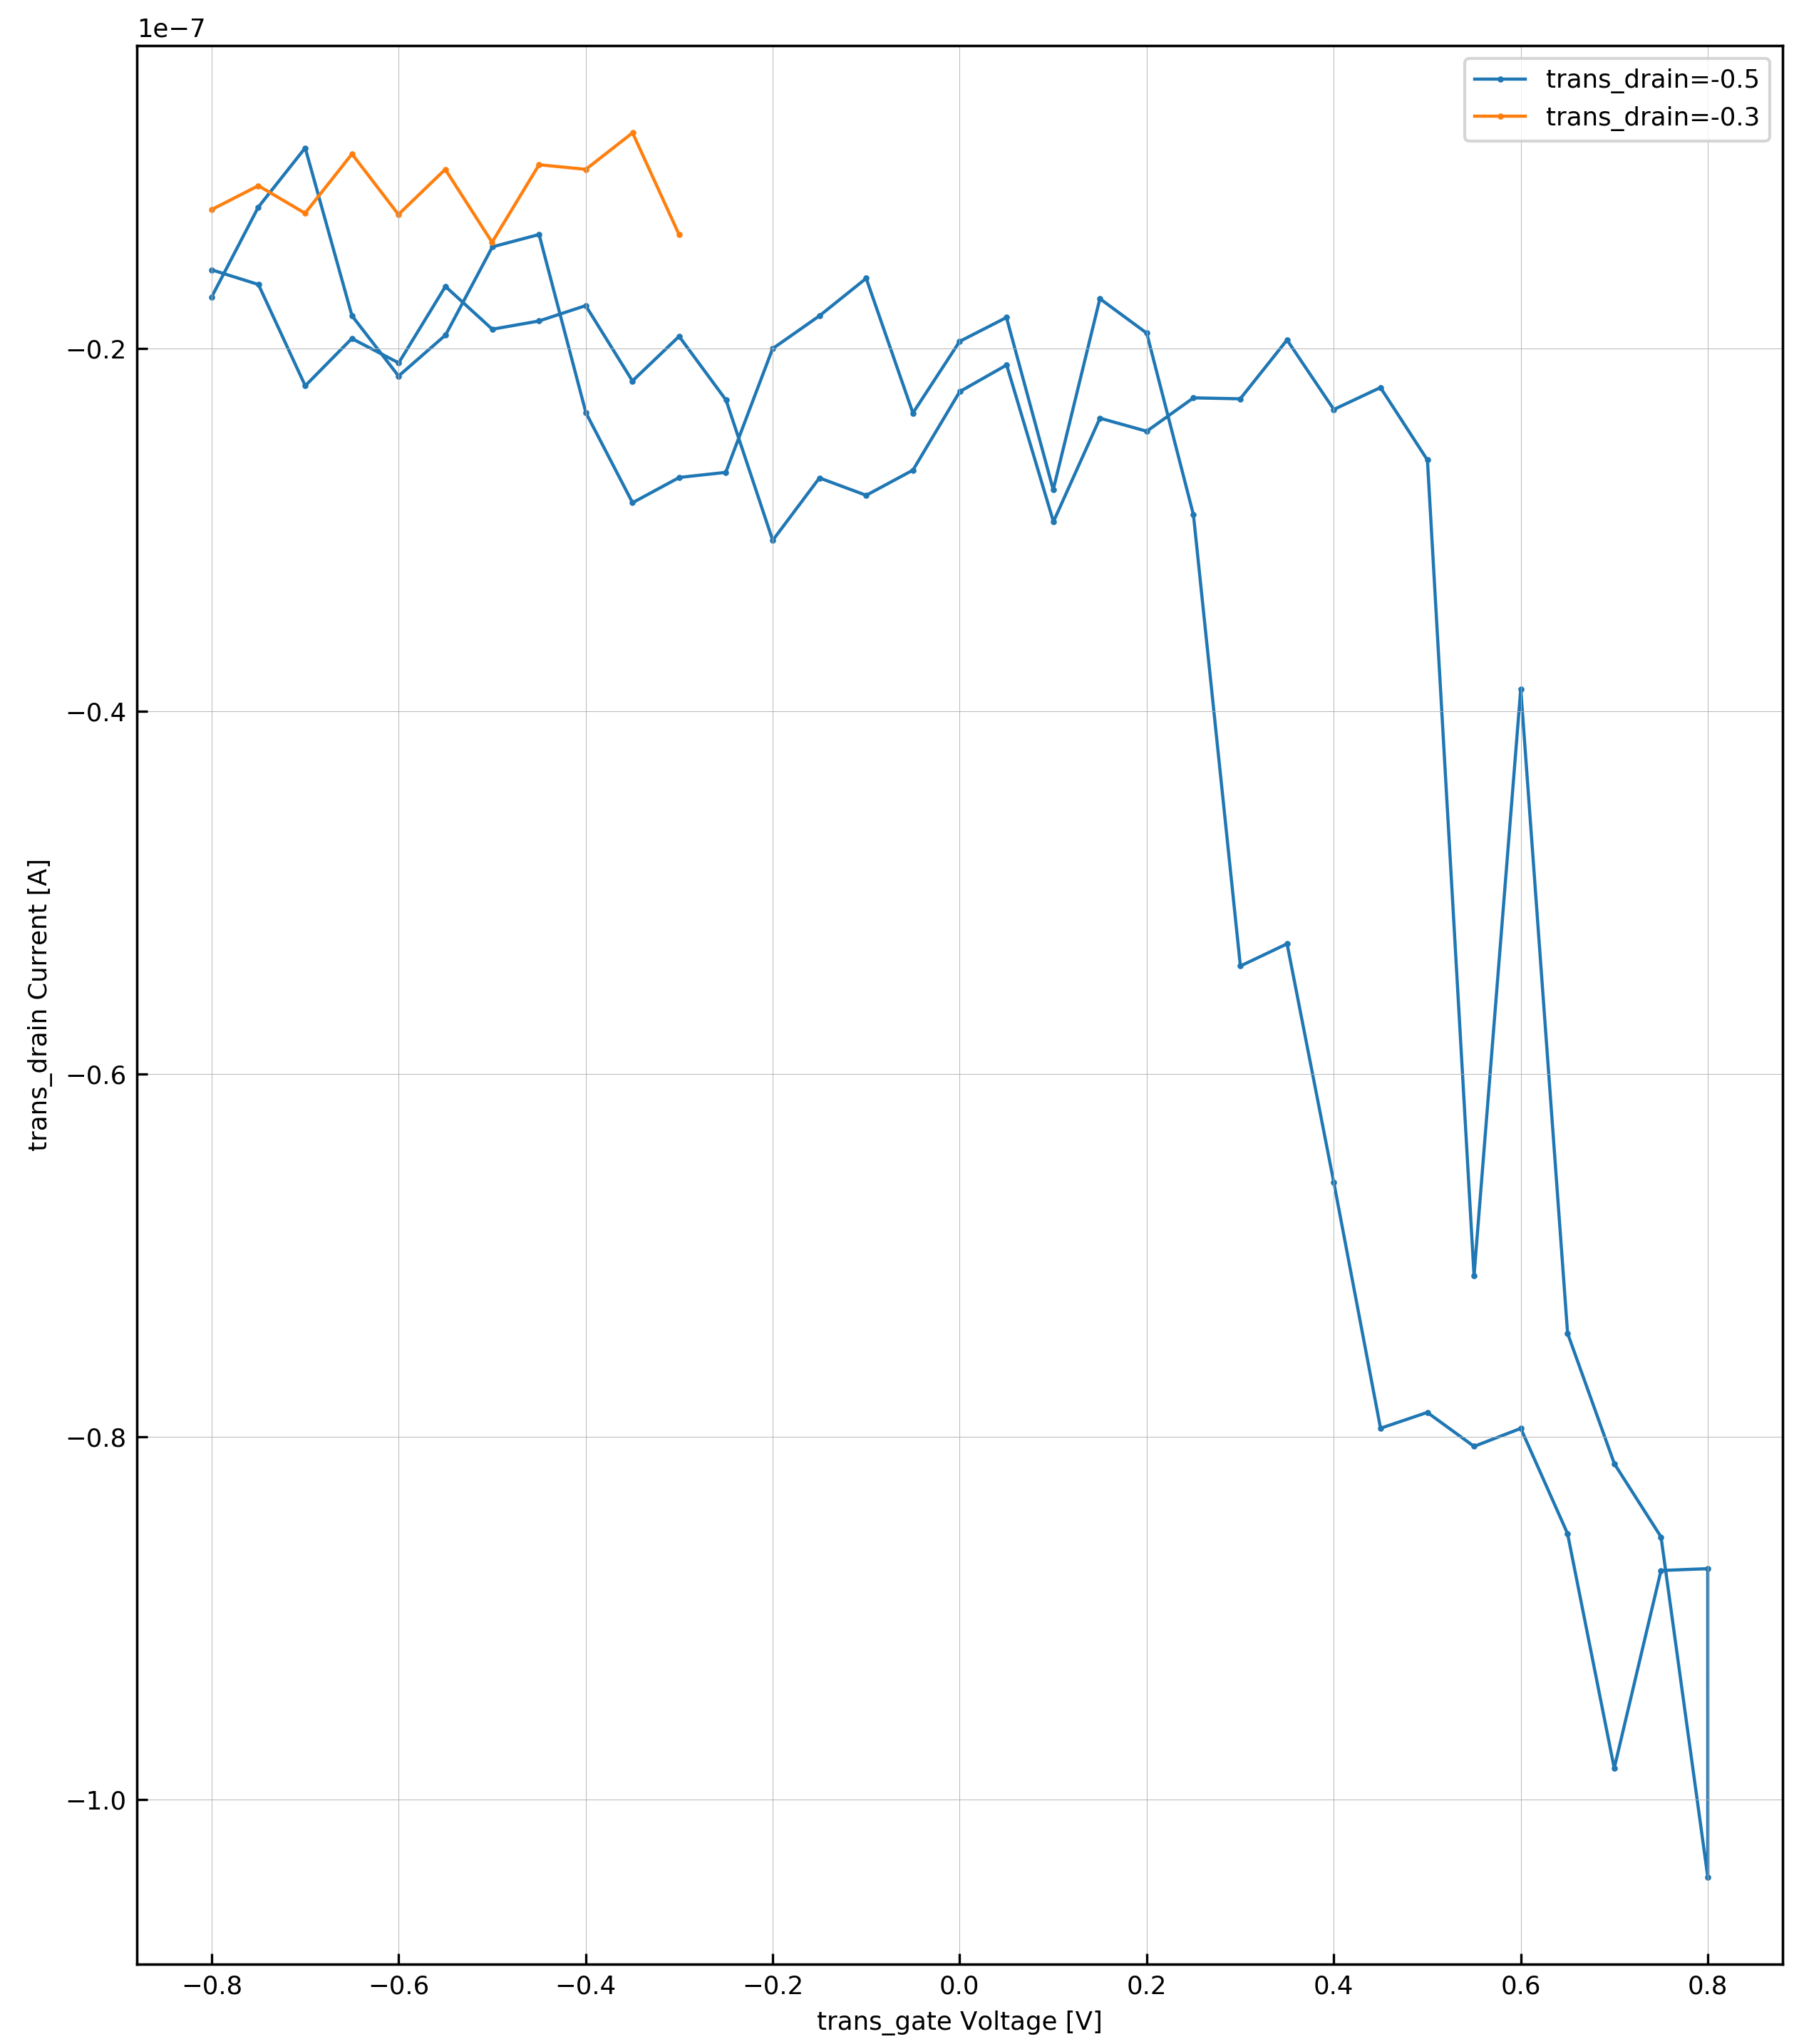 1e−7
trans_drain=-0.5
trans_drain=-0.3
−0.2
−0.4
−0.6
−0.8
−1.0
trans_drain Current [A]
−0.8 −0.6 −0.4 −0.2 0.0 0.2 0.4 0.6 0.8
trans_gate Voltage [V]